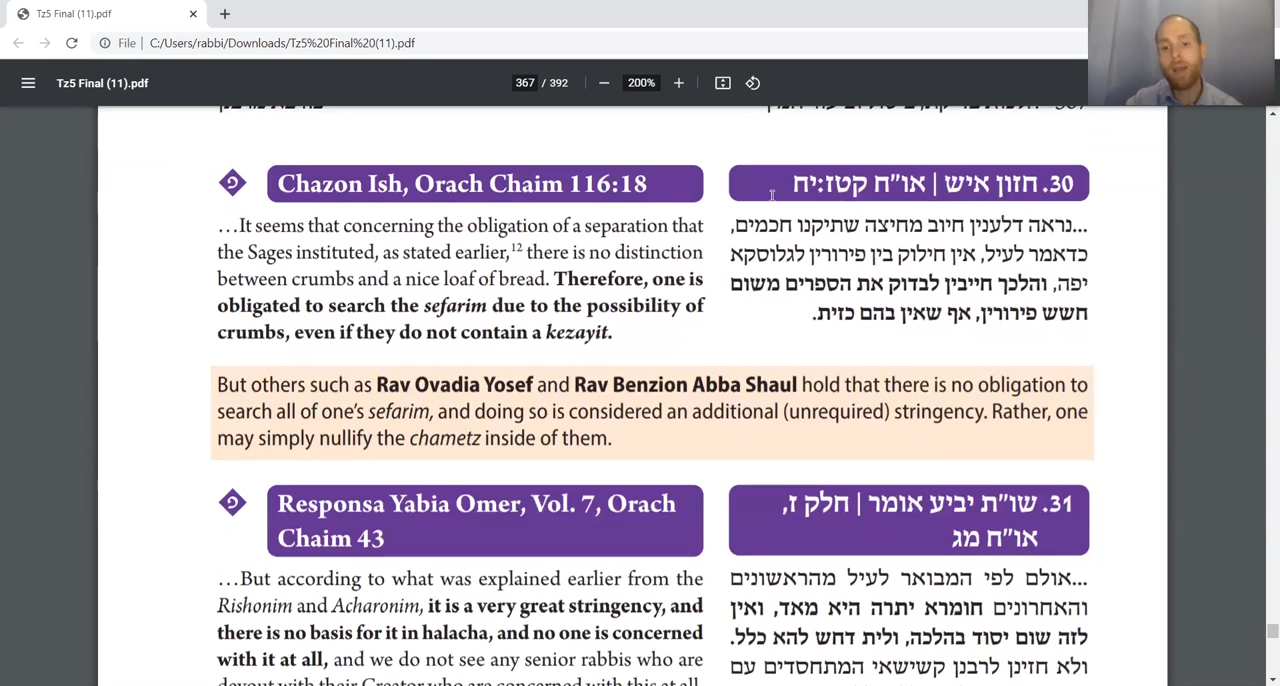 Tz5 Final (11).pdf
File
C:/Users/rabbi/Downloads/Tz5%20Final%20(11).pdf
Tz5 Final (11).pdf
367 / 392
200%
Chazon Ish, Orach Chaim 116:18
…It seems that concerning the obligation of a separation that
the Sages instituted, as stated earlier,12 there is no distinction
between crumbs and a nice loaf of bread. Therefore, one is
obligated to search the sefarim due to the possibility of
crumbs, even if they do not contain a kezayit.
30. חזון איש | או"ח קטז:יח
...נראה דלענין חיוב מחיצה שתיקנו חכמים,
כדאמר לעיל, אין חילוק בין פירורין לגלוסקא
יפה, והלכך חייבין לבדוק את הספרים משום
חשש פירורין, אף שאין בהם כזית.
But others such as Rav Ovadia Yosef and Rav Benzion Abba Shaul hold that there is no obligation to
search all of one's sefarim, and doing so is considered an additional (unrequired) stringency. Rather, one
may simply nullify the chametz inside of them.
Responsa Yabia Omer, Vol. 7, Orach
Chaim 43
…But according to what was explained earlier from the
Rishonim and Acharonim, it is a very great stringency, and
there is no basis for it in halacha, and no one is concerned
with it at all, and we do not see any senior rabbis who are
devout with their Creator who are concerned with this at all
31. שו"ת יביע אומר | חלק ז,
או"ח מג
...אולם לפי המבואר לעיל מהראשונים
והאחרונים חומרא יתרה היא מאד, ואין
לזה שום יסוד בהלכה, ולית דחש להא כלל.
ולא חזינן לרבנן קשישאי המתחסדים עם